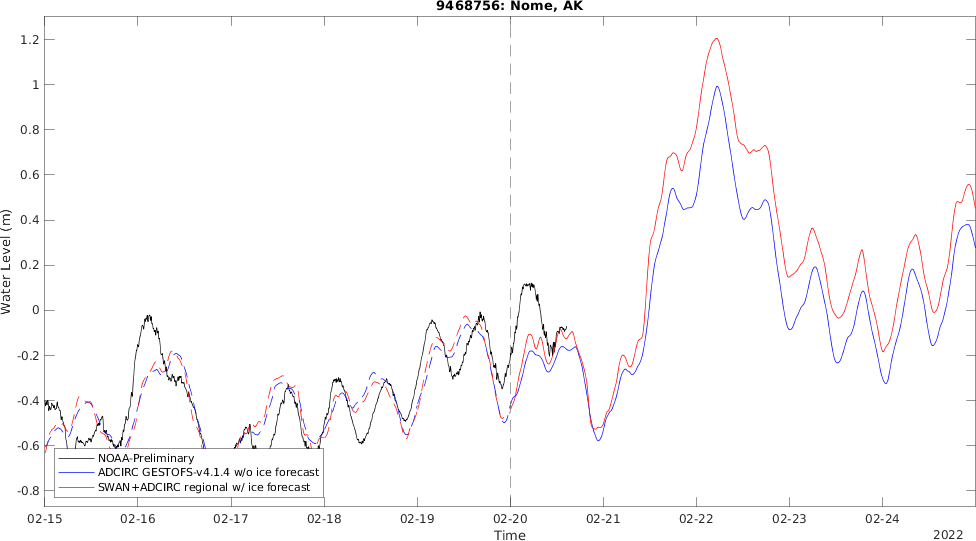 9468756: Nome, AK
1.2
1
0.8
0.6
0.4
0.2
0
-0.2
-0.4
-0.6
-0.8
Water Level (m)
NOAA-Preliminary
ADCIRC GESTOFS-v4.1.4 w/o ice forecast
SWAN+ADCIRC regional w/ ice forecast
02-15 02-16 02-17 02-18 02-19 02-20 02-21 02-22 02-23 02-24
Time
2022